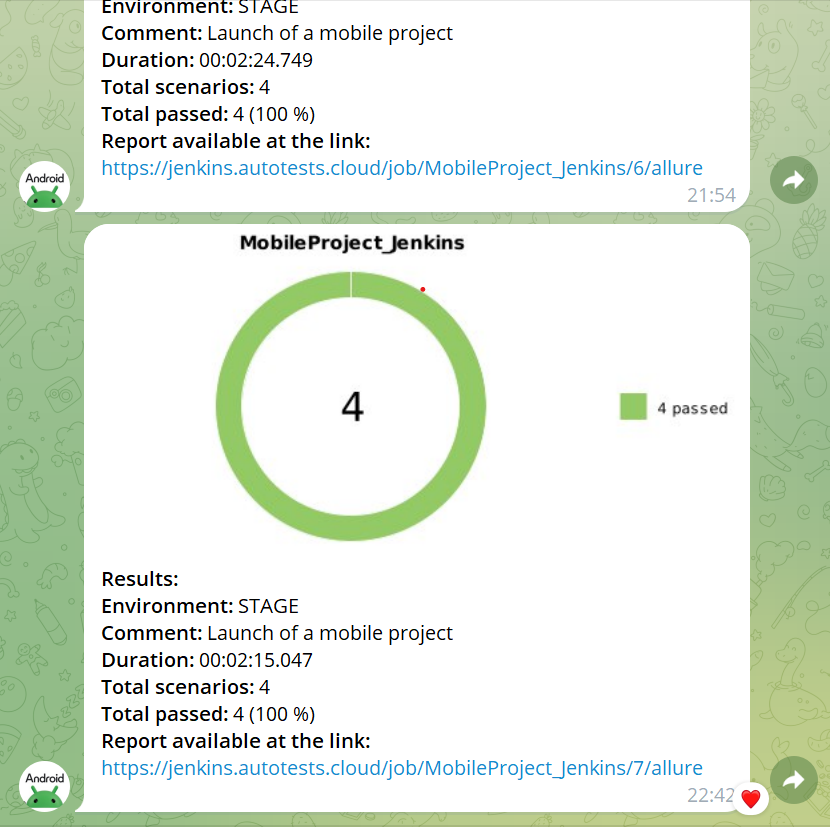 Environment: STAGE
Comment: Launch of a mobile project
Duration: 00:02:24.749
Total scenarios: 4
Total passed: 4 (100 %)
Report available at the link:
https://jenkins.autotests.cloud/job/MobileProject_Jenkins/6/allure
Android
21:54
MobileProject_Jenkins
4
4 passed
Results:
Environment: STAGE
Comment: Launch of a mobile project
Duration: 00:02:15.047
Total scenarios: 4
Total passed: 4 (100 %)
Report available at the link:
https://jenkins.autotests.cloud/job/MobileProject_Jenkins/7/allure
Android
22:42